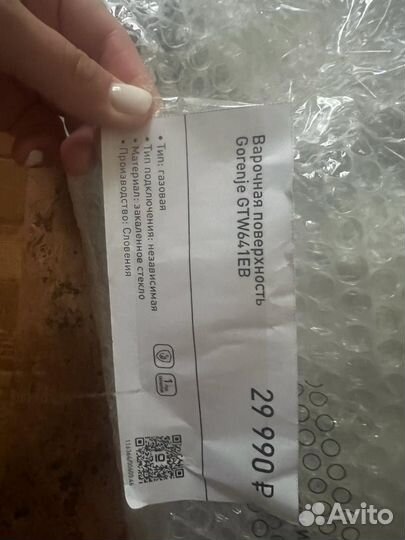 Варочная поверхность
Gorenje GTW641EB
29 990 ₽
• Тип: газовая
• Тип подключения: независимая
• Материал: закаленное стекло
• Производство: Словения
Avito